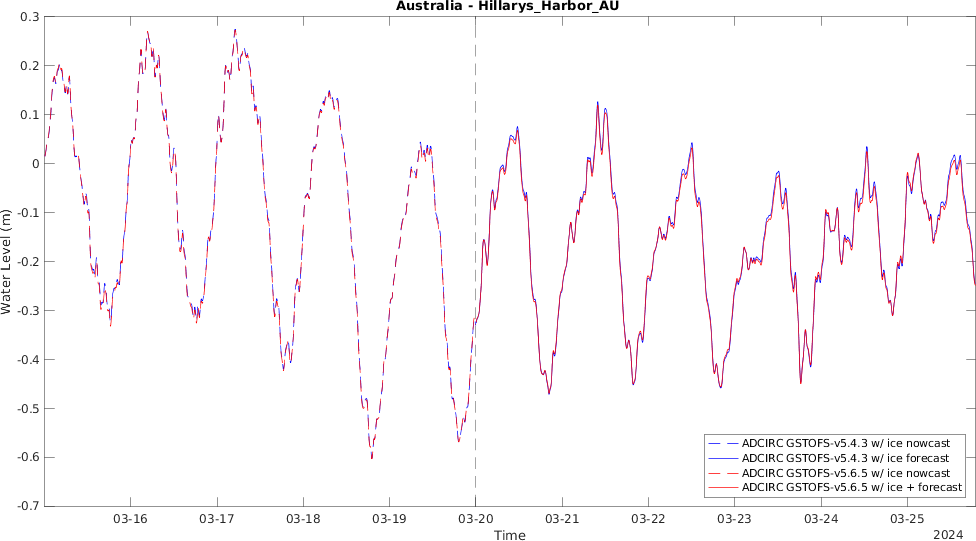 Australia - Hillarys_Harbor_AU
0.3
0.2
0.1
0
-0.1
-0.2
-0.3
-0.4
-0.5
-0.6
-0.7
Water Level (m)
ADCIRC GSTOFS-v5.4.3 w/ ice nowcast
ADCIRC GSTOFS-v5.4.3 w/ ice forecast
ADCIRC GSTOFS-v5.6.5 w/ ice nowcast
ADCIRC GSTOFS-v5.6.5 w/ ice + forecast
03-16 03-17 03-18 03-19 03-20 03-21 03-22 03-23 03-24 03-25
Time
2024